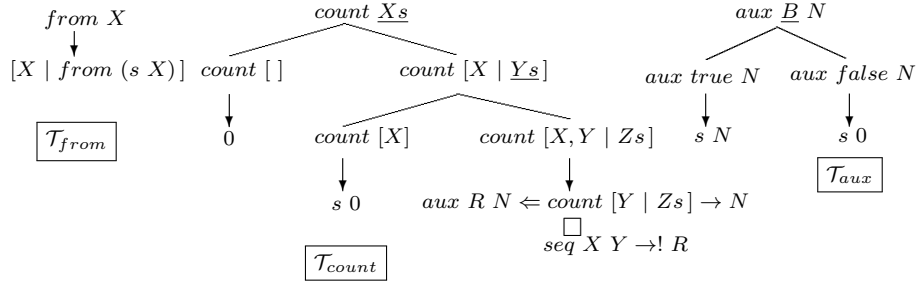 from X
[X | from (s X)]
T_from
count Xs
count [ ]
count [X | Ys]
0
count [X]
count [X, Y | Zs]
s 0
aux R N ⇐ count [Y | Zs] → N
□
seq X Y →! R
T_count
aux B N
aux true N
aux false N
s N
s 0
T_aux